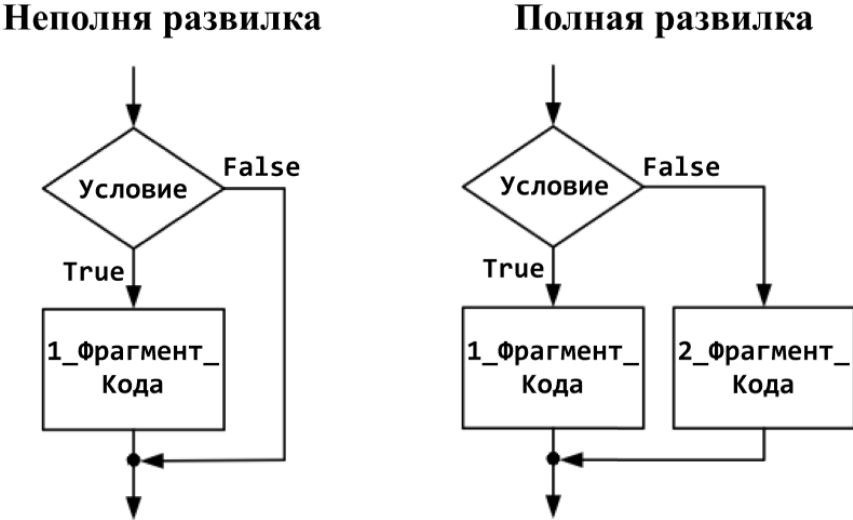 Неполня развилка
Условие
False
True
1_Фрагмент_
Кода
Полная развилка
Условие
False
True
1_Фрагмент_
Кода
2_Фрагмент_
Кода